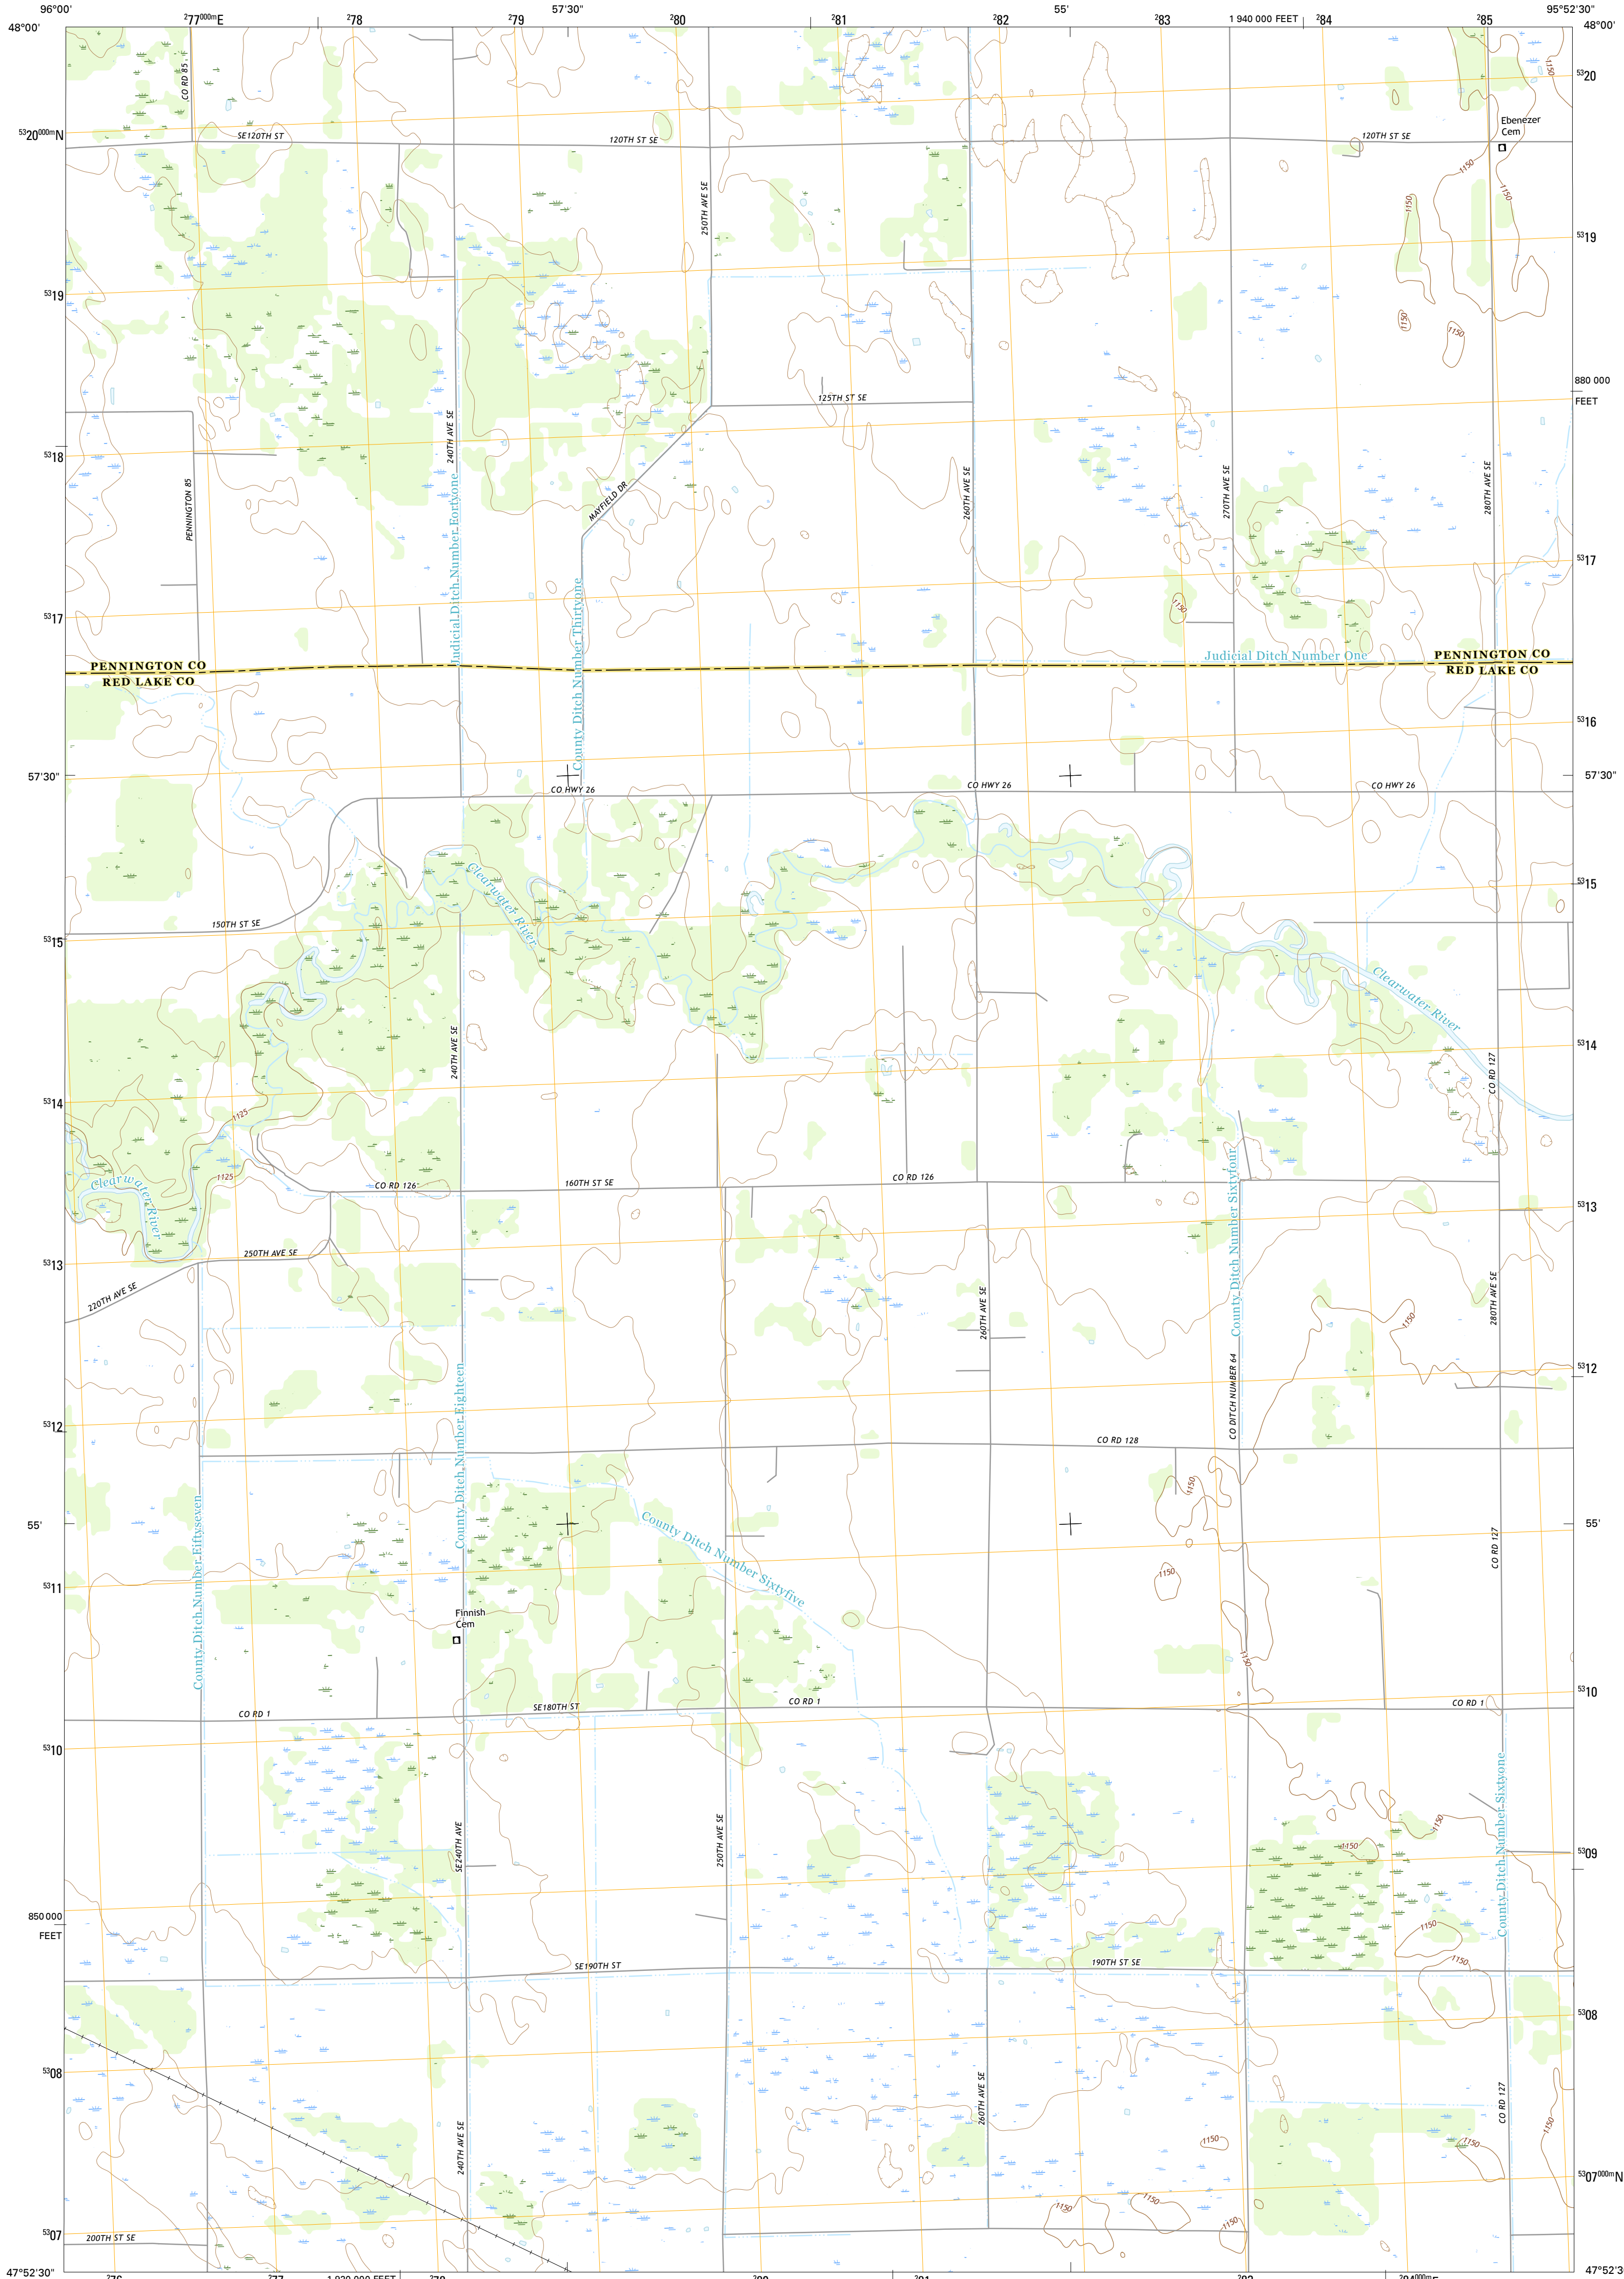 96°00'
277000mE
278
279
57'30"
280
281
282
55'
283
1 940 000 FEET
284
285
95°52'30"
48°00'
48°00'
CO RD 85
1150
5320
5320000mN
SE120TH ST
120TH ST SE
120TH ST SE
Ebenezer
Cem
1150
1150
1150
250TH AVE SE
5319
5319
1150
1150
880 000
FEET
125TH ST SE
240TH AVE SE
5318
PENNINGTON 85
MAYFIELD DR
260TH AVE SE
270TH AVE SE
280TH AVE SE
Judicial Ditch Number Fortyone
5317
5317
County Ditch Number Thirtyone
1150
PENNINGTON CO
RED LAKE CO
Judicial Ditch Number One
PENNINGTON CO
RED LAKE CO
5316
57'30"
57'30"
CO HWY 26
CO HWY 26
CO HWY 26
Clearwater River
5315
150TH ST SE
5315
Clearwater River
240TH AVE SE
5314
CO RD 127
5314
1125
1125
Clearwater River
CO RD 126
160TH ST SE
CO RD 126
County Ditch Number Sixtyfour
5313
5313
250TH AVE SE
220TH AVE SE
260TH AVE SE
280TH AVE SE
1150
5312
County Ditch Number Eighteen
CO DITCH NUMBER 64
5312
CO RD 128
1150
County Ditch Number Fiftyseven
County Ditch Number Sixtyfive
55'
55'
CO RD 127
5311
1150
Finnish
Cem
1150
5310
CO RD 1
SE180TH ST
CO RD 1
CO RD 1
5310
County Ditch Number Sixtyone
SE240TH AVE
250TH AVE SE
1150
1150
5309
850 000
FEET
1150
1150
SE190TH ST
190TH ST SE
5308
5308
260TH AVE SE
CO RD 127
240TH AVE SE
1150
1150
1150
5307000mN
1150
1150
1150
5307
200TH ST SE
47°52'30"